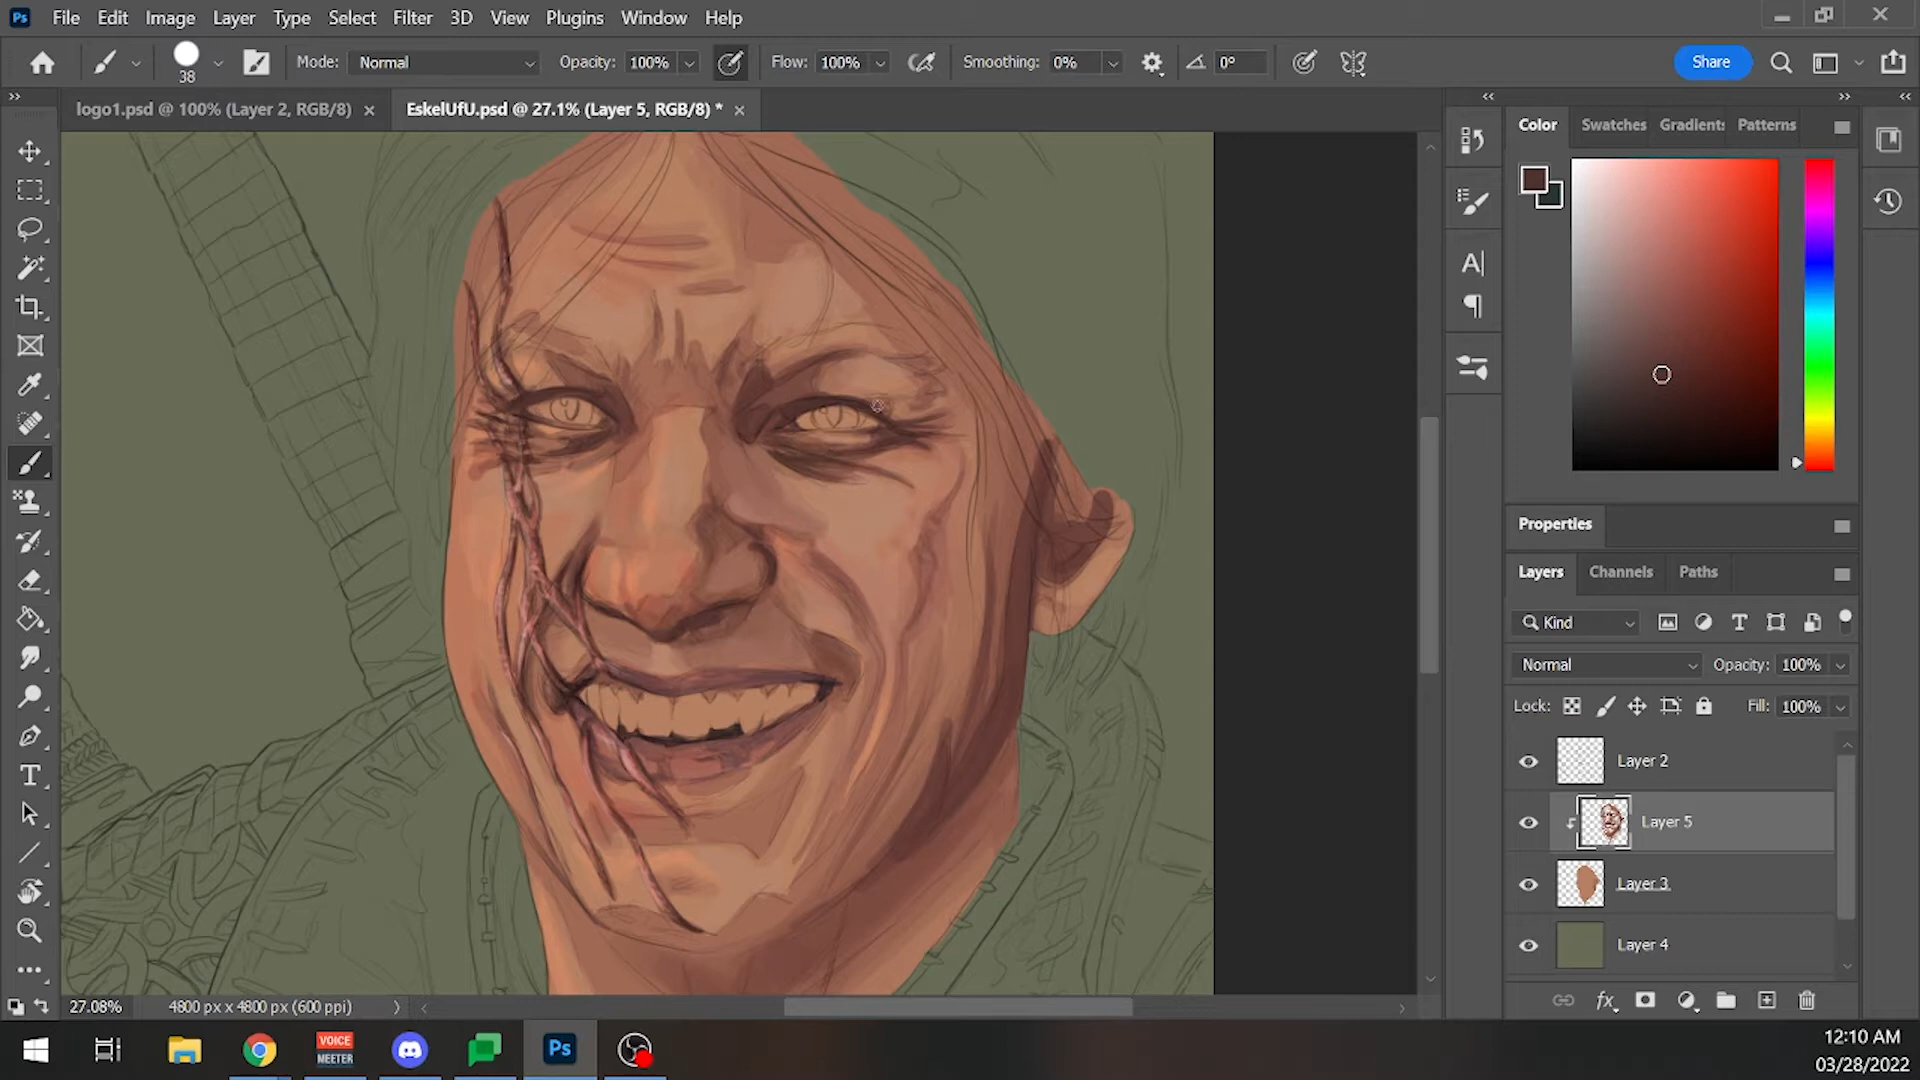 Ps File Edit Image Layer Type Select Filter 3D View Plugins Window Help
38 Mode: Normal Opacity: 100% Flow: 100% Smoothing: 0% 0° Share
logo1.psd @ 100% (Layer 2, RGB/8) EskelUfU.psd @ 27.1% (Layer 5, RGB/8) *
Color Swatches Gradients Patterns
Properties
Layers Channels Paths
Kind
Normal Opacity: 100%
Lock: Fill: 100%
Layer 2
Layer 5
Layer 3
Layer 4
fx
27.08% 4800 px x 4800 px (600 ppi)
VOICE
MEETER
Ps
12:10 AM
03/28/2022